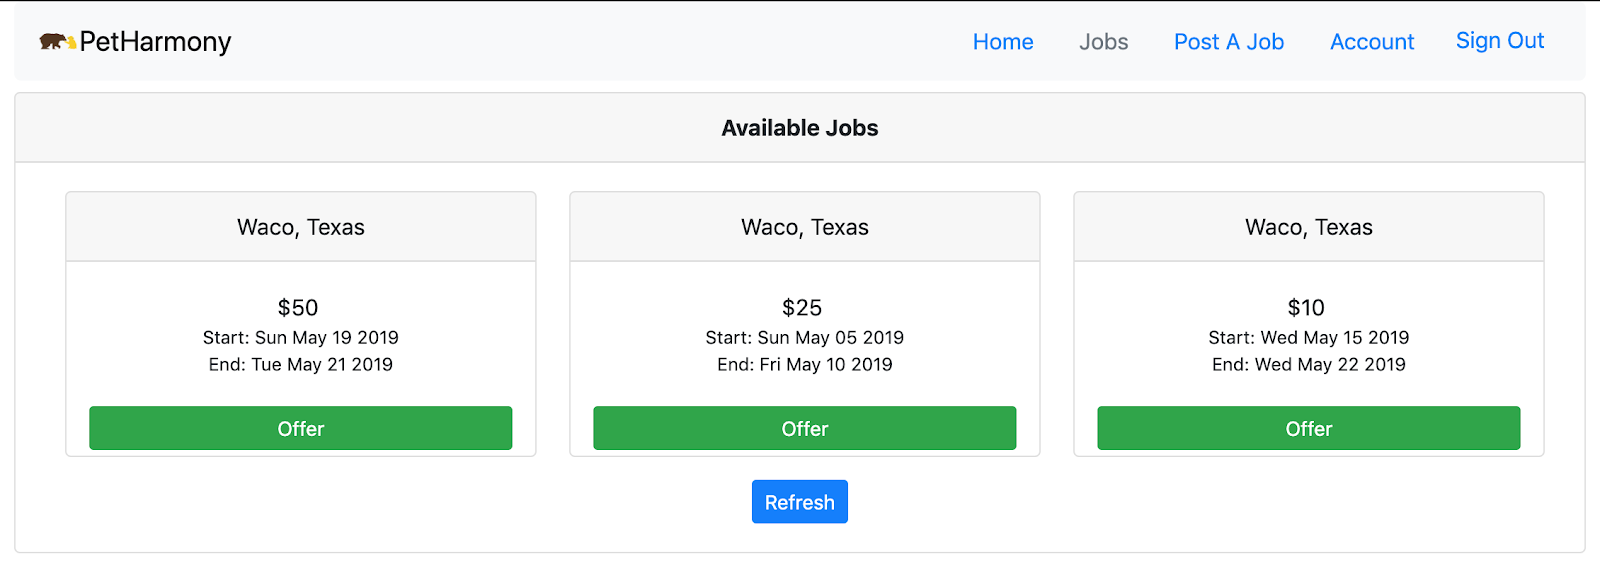 PetHarmony Home Jobs Post A Job Account Sign Out
Available Jobs
Waco, Texas
$50
Start: Sun May 19 2019
End: Tue May 21 2019
Offer
Waco, Texas
$25
Start: Sun May 05 2019
End: Fri May 10 2019
Offer
Waco, Texas
$10
Start: Wed May 15 2019
End: Wed May 22 2019
Offer
Refresh